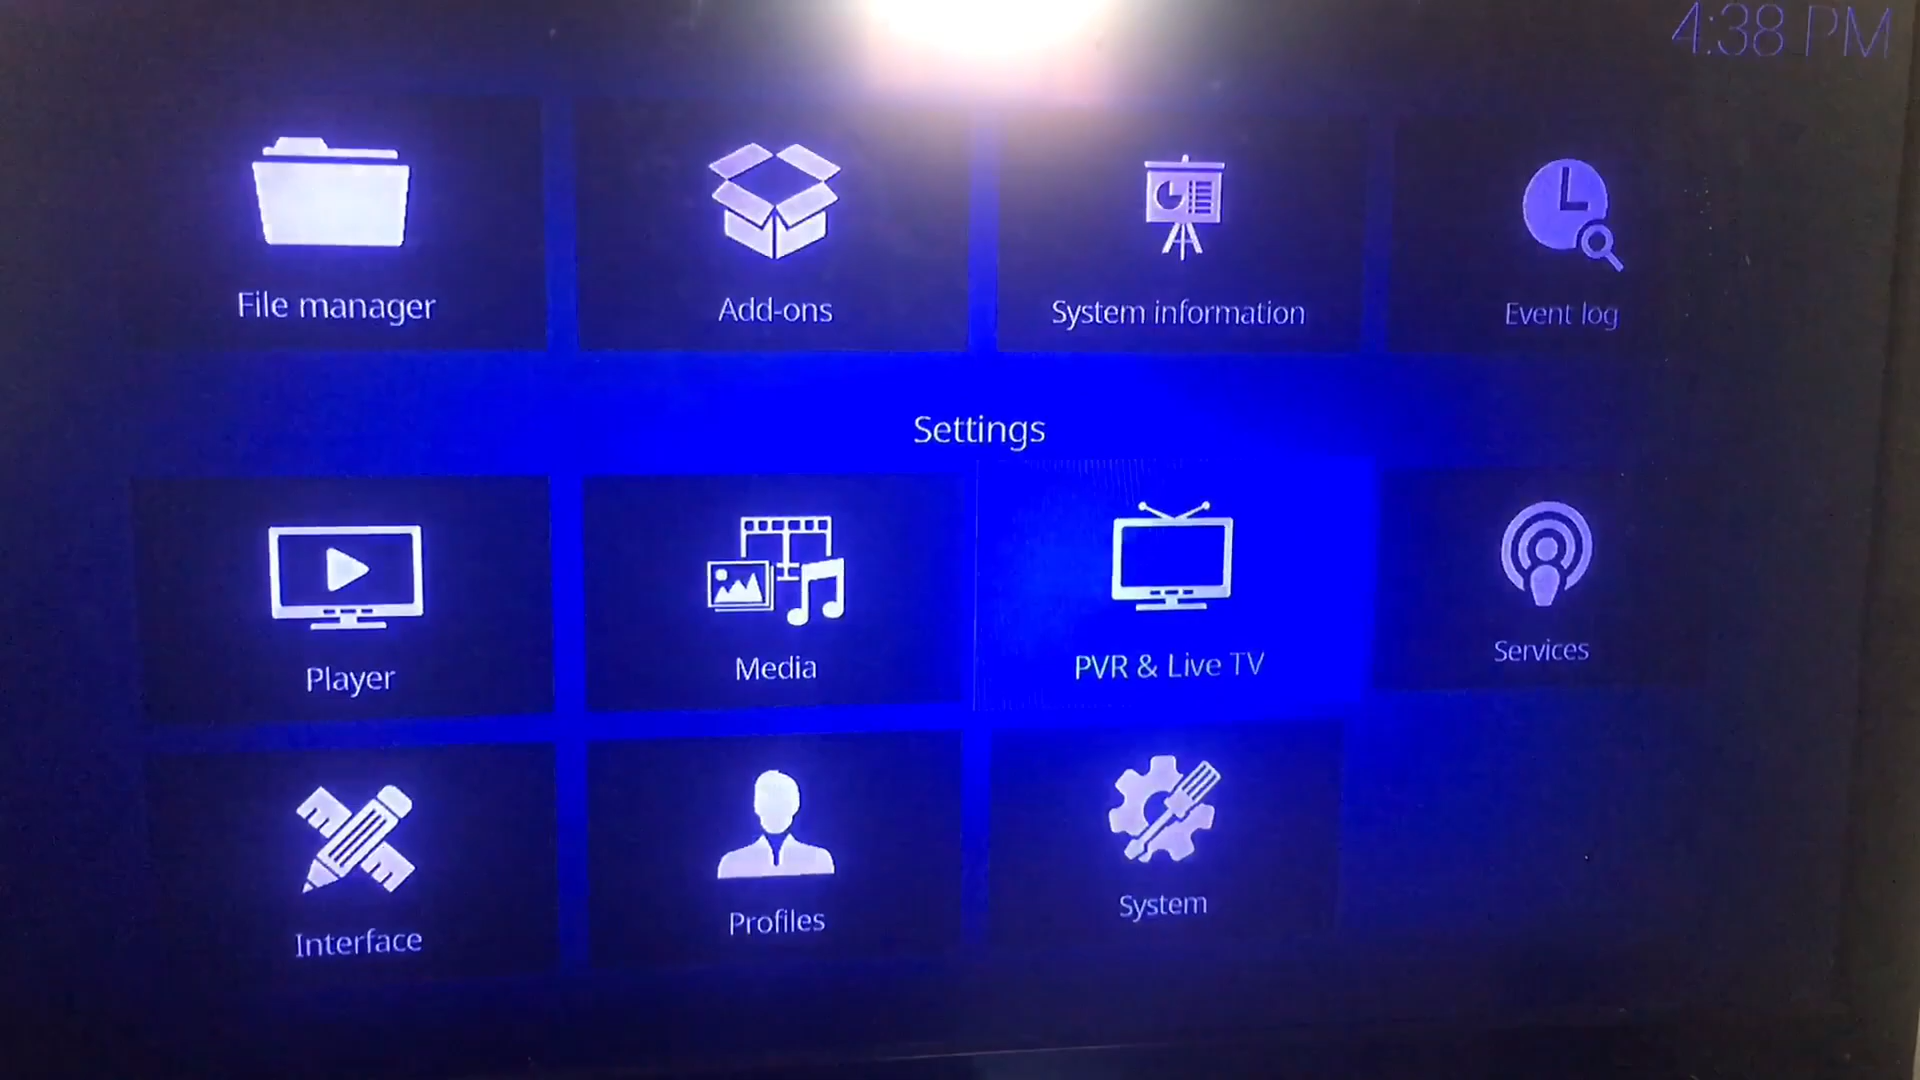 4:38 PM
File manager
Add-ons
System information
Event log
Settings
Player
Media
PVR & Live TV
Services
Interface
Profiles
System